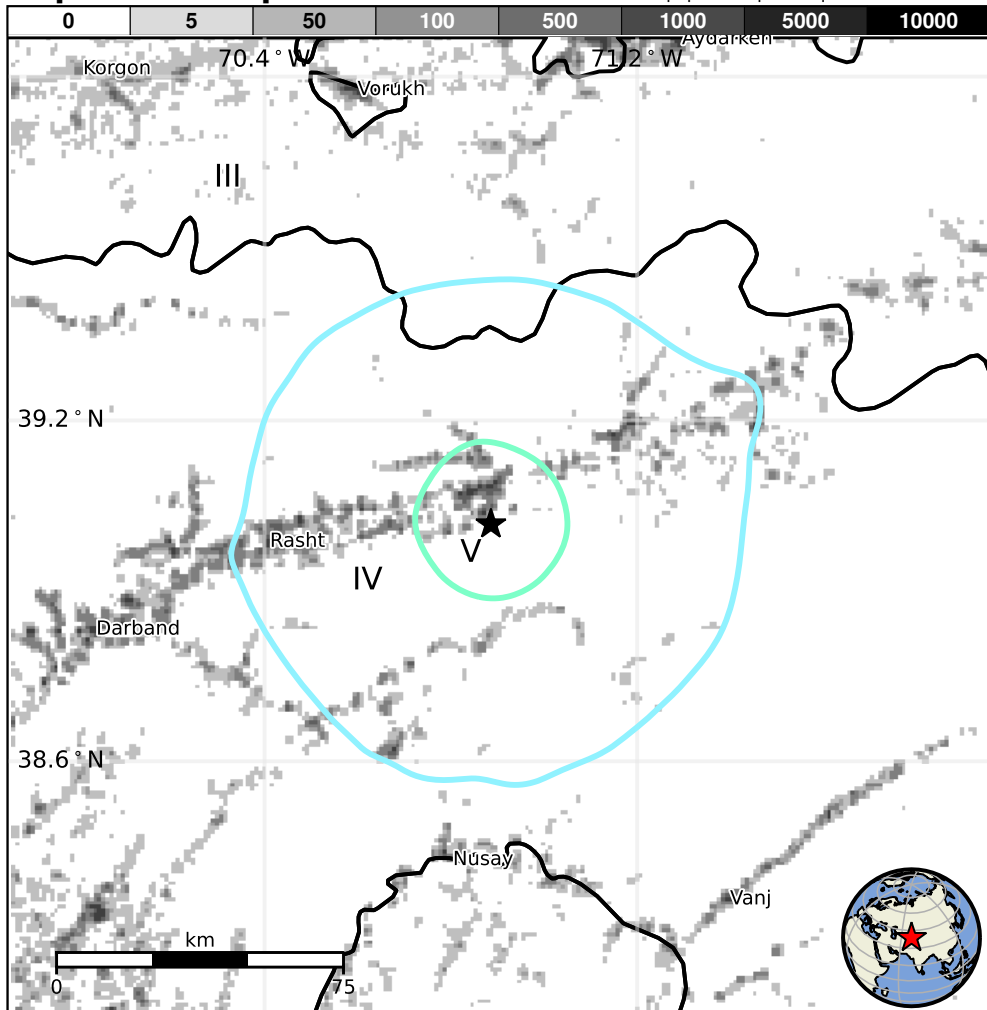 0 5 50 100 500 1000 5000 10000
Aydarken
70.4°W 71.2°W
Korgon
Vorukh
III
39.2°N
Rasht
V
IV
Darband
38.6°N
Nusay
Vanj
km
0 75